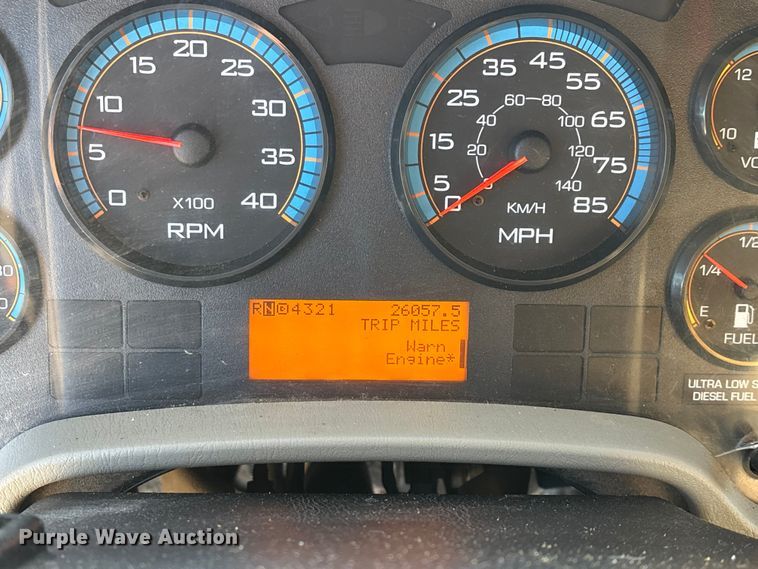 0 5 10 15 20 25 30 35 40
X100
RPM
0 5 15 25 35 45 55 65 75 85
0 20 40 60 80 100 120 140
KM/H
MPH
10 12
E 1/4 1/2
FUEL
RN④4321 26057.5
TRIP MILES
Warn
Engine*
ULTRA LOW S
DIESEL FUEL
Purple Wave Auction